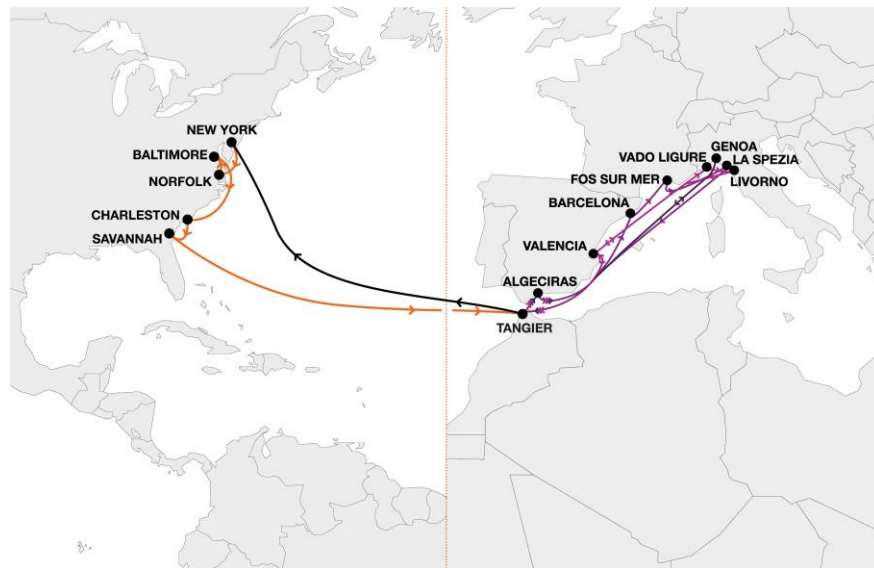 NEW YORK
BALTIMORE
NORFOLK
CHARLESTON
SAVANNAH
GENOA
VADO LIGURE
LA SPEZIA
FOS SUR MER
LIVORNO
BARCELONA
VALENCIA
ALGECIRAS
TANGIER